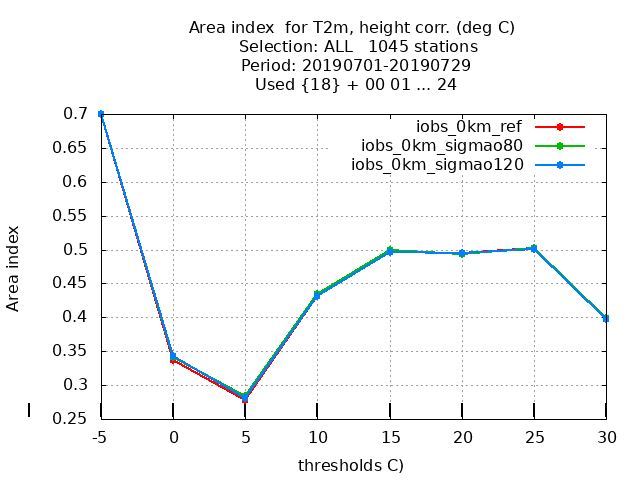 Area index  for T2m, height corr. (deg C)
Selection: ALL   1045 stations
Period: 20190701-20190729
Used {18} + 00 01 ... 24
iobs_0km_ref
iobs_0km_sigmao80
iobs_0km_sigmao120
0.7
0.65
0.6
0.55
0.5
0.45
0.4
0.35
0.3
0.25
Area index
-5 0 5 10 15 20 25 30
thresholds C)